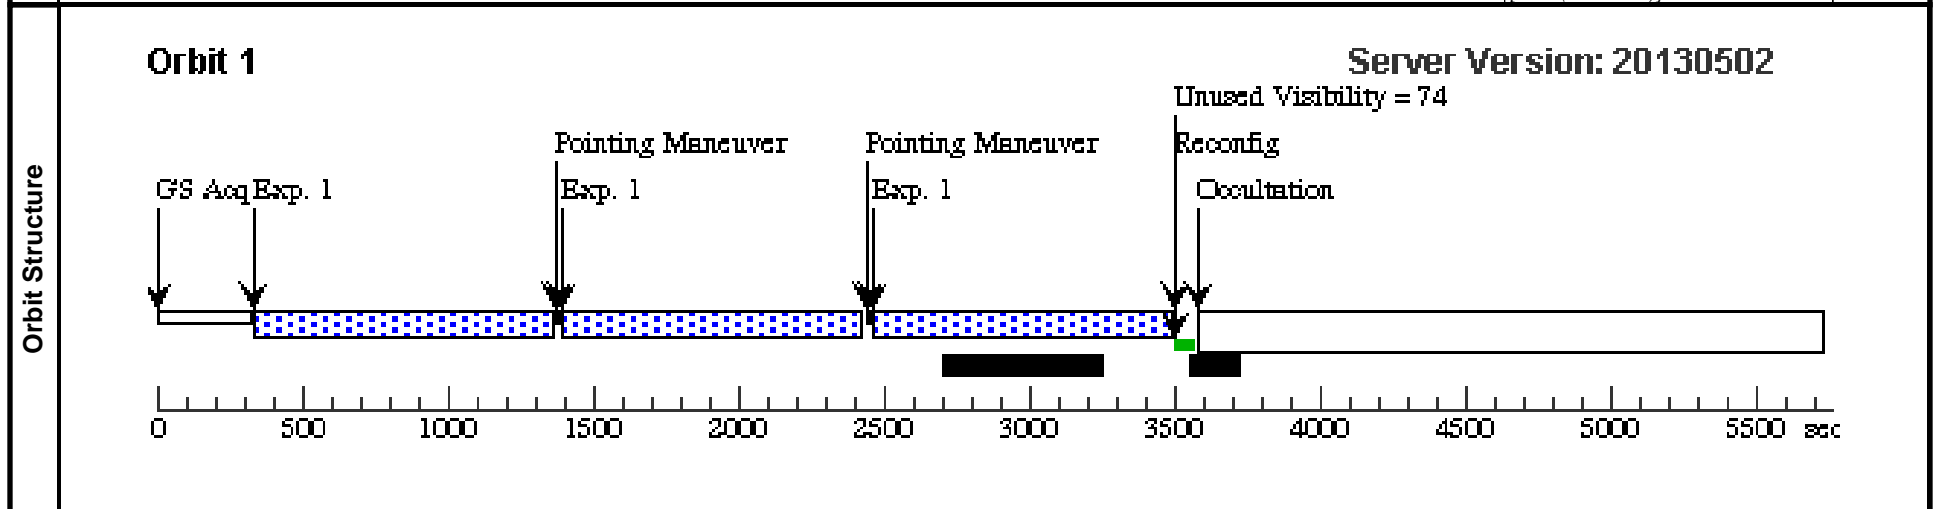 Orbit 1
Server Version: 20130502
Unused Visibility = 74
Pointing Maneuver
Pointing Maneuver
Reconfig
GS Acq
Exp. 1
Exp. 1
Exp. 1
Occultation
Orbit Structure
0 500 1000 1500 2000 2500 3000 3500 4000 4500 5000 5500 sec